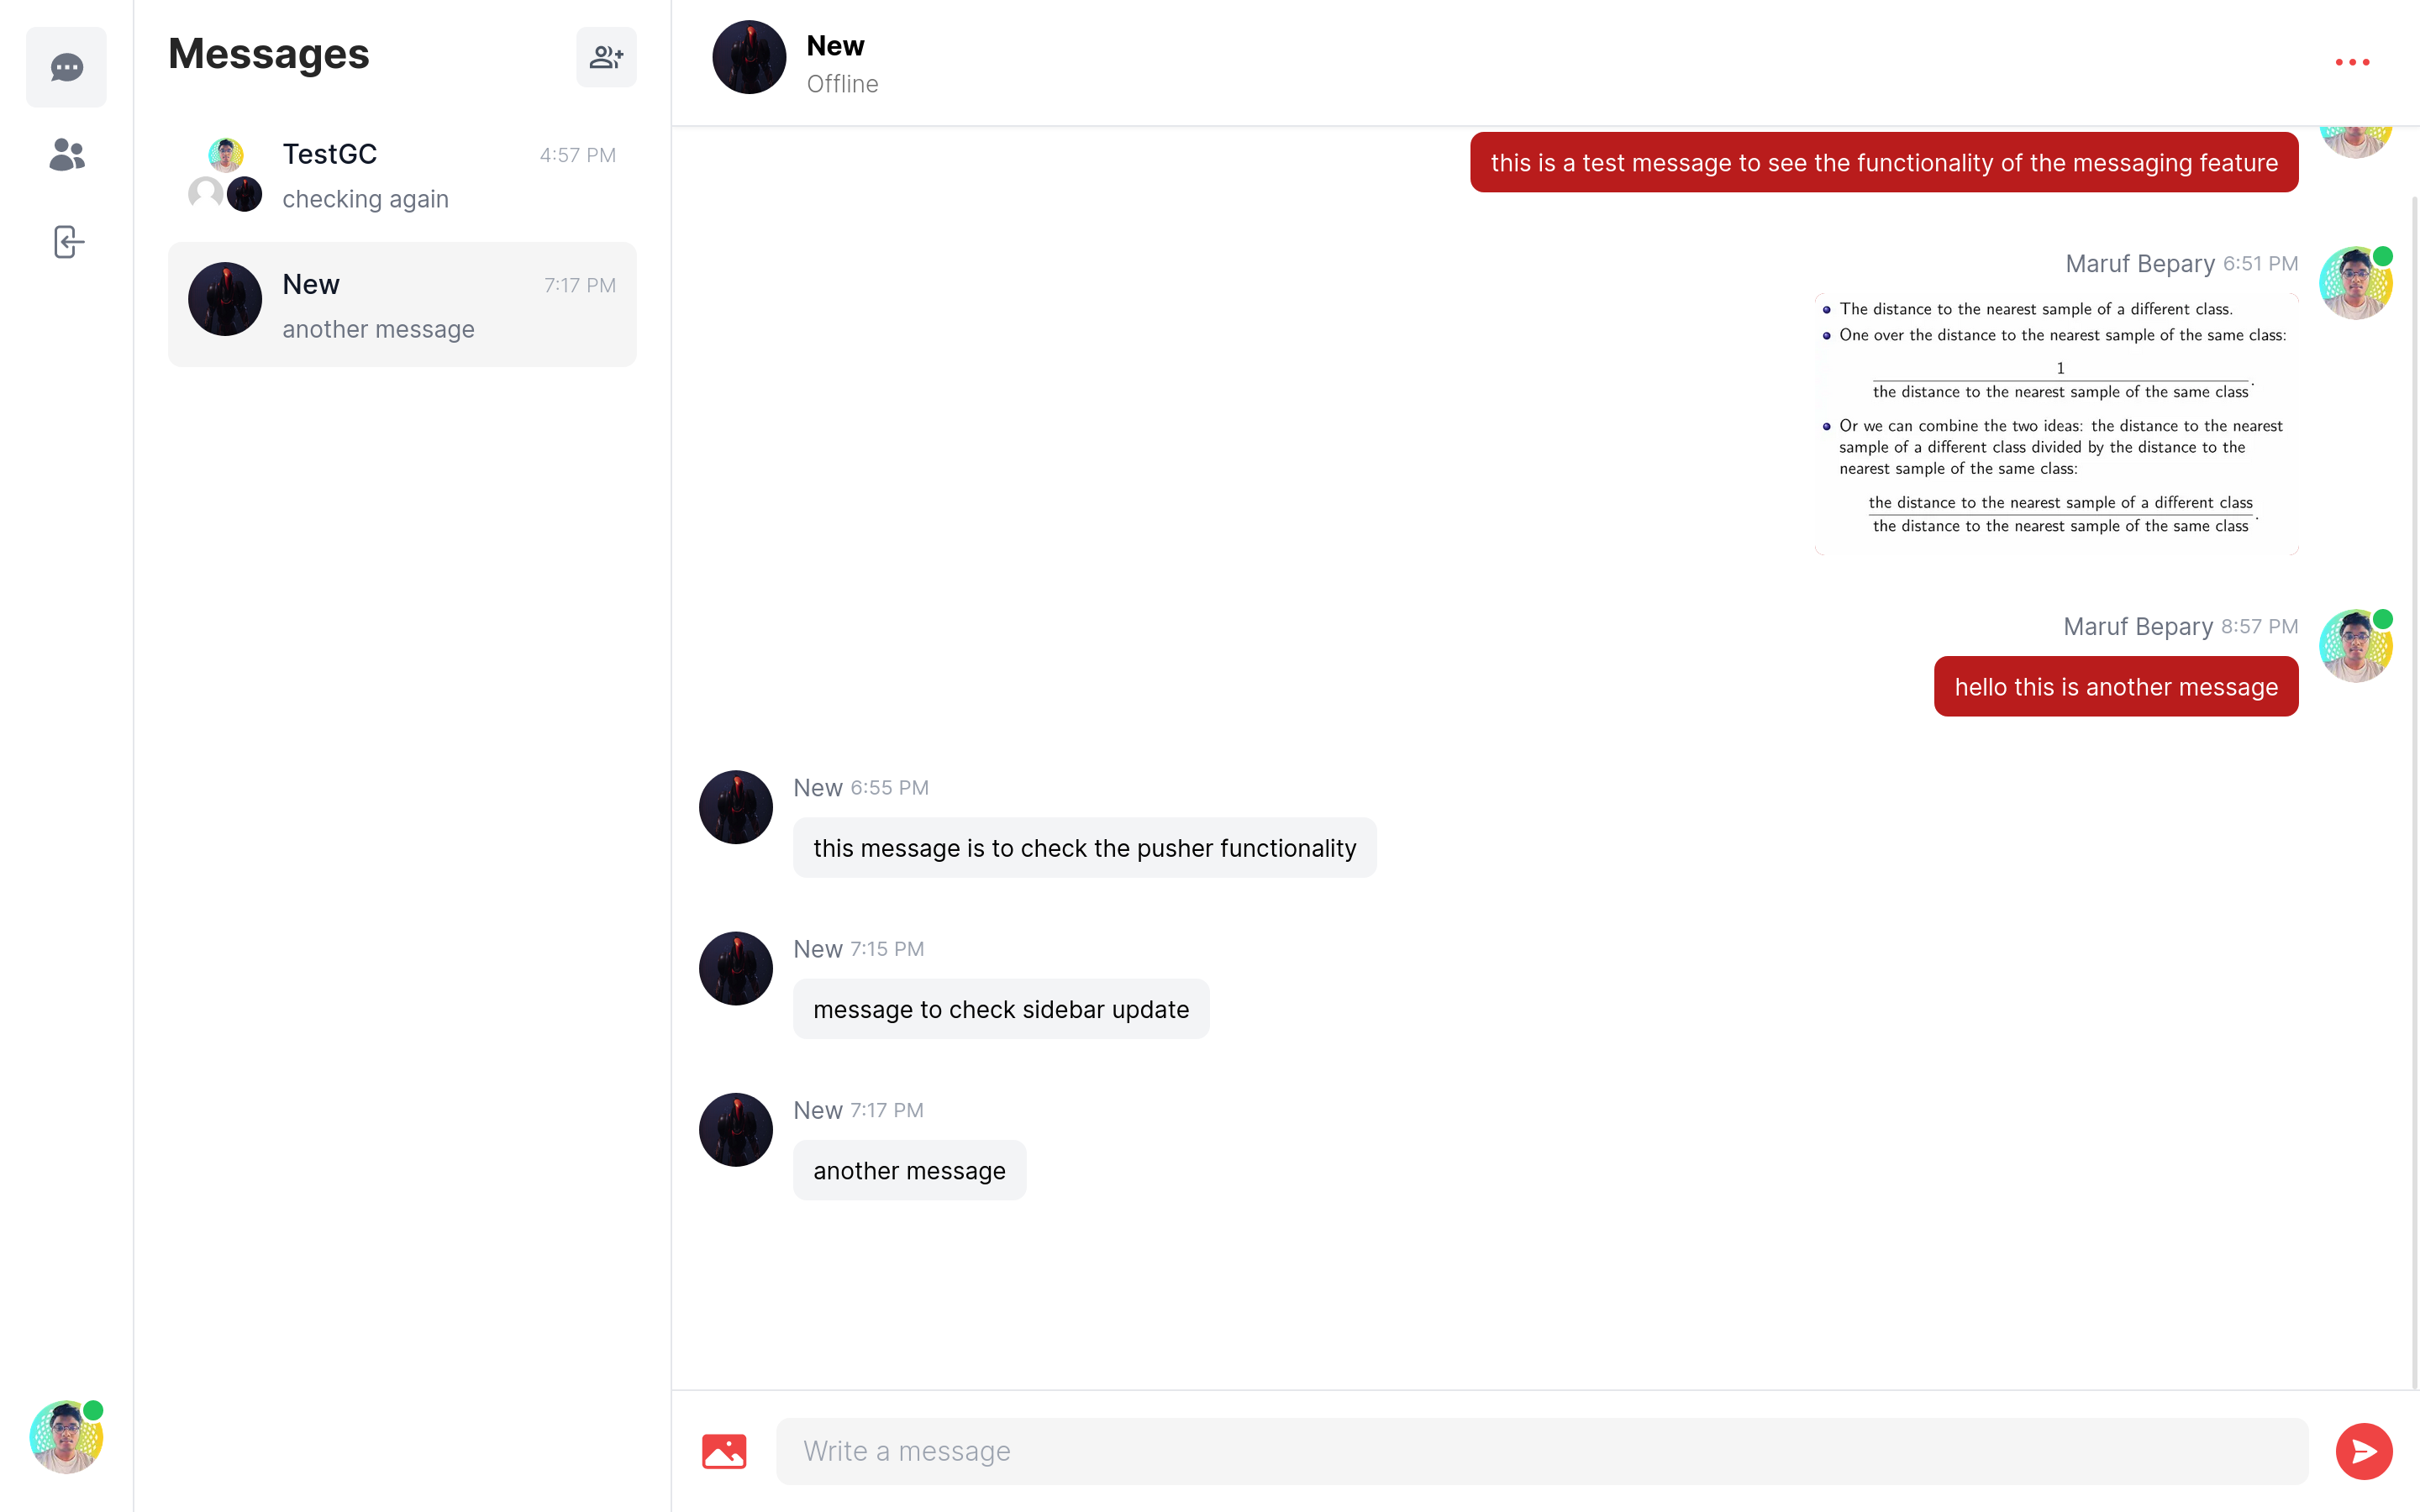 Messages
TestGC 4:57 PM
checking again
New 7:17 PM
another message
New
Offline
this is a test message to see the functionality of the messaging feature
Maruf Bepary 6:51 PM
The distance to the nearest sample of a different class.
One over the distance to the nearest sample of the same class:
1
the distance to the nearest sample of the same class.
Or we can combine the two ideas: the distance to the nearest
sample of a different class divided by the distance to the
nearest sample of the same class:
the distance to the nearest sample of a different class
the distance to the nearest sample of the same class.
Maruf Bepary 8:57 PM
hello this is another message
New 6:55 PM
this message is to check the pusher functionality
New 7:15 PM
message to check sidebar update
New 7:17 PM
another message
Write a message